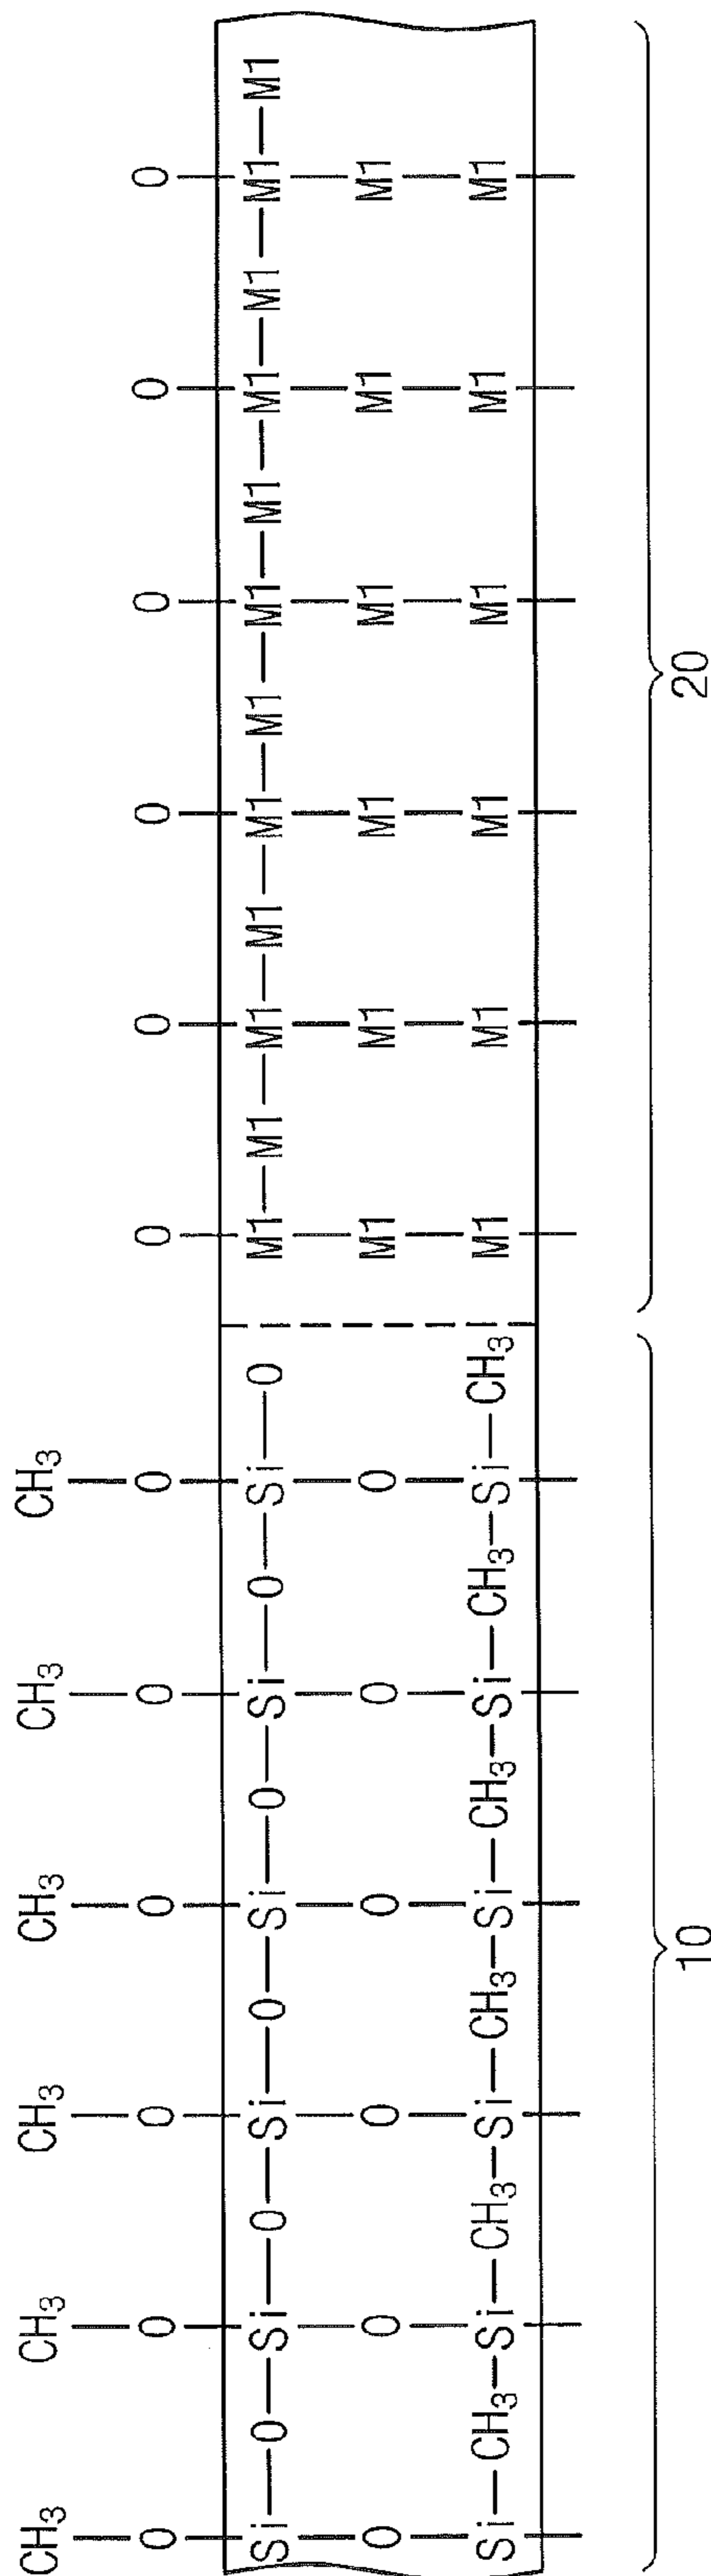 CH₃ CH₃ CH₃ CH₃ CH₃ CH₃
O O O O O O O O O O O O
Si—O—Si—O—Si—O—Si—O—Si—O—Si—O M1—M1—M1—M1—M1—M1—M1—M1—M1—M1—M1—M1
O O O O O O M1 M1 M1 M1 M1 M1
Si—CH₃—Si—CH₃—Si—CH₃—Si—CH₃—Si—CH₃—Si—CH₃ M1 M1 M1 M1 M1 M1
10 20